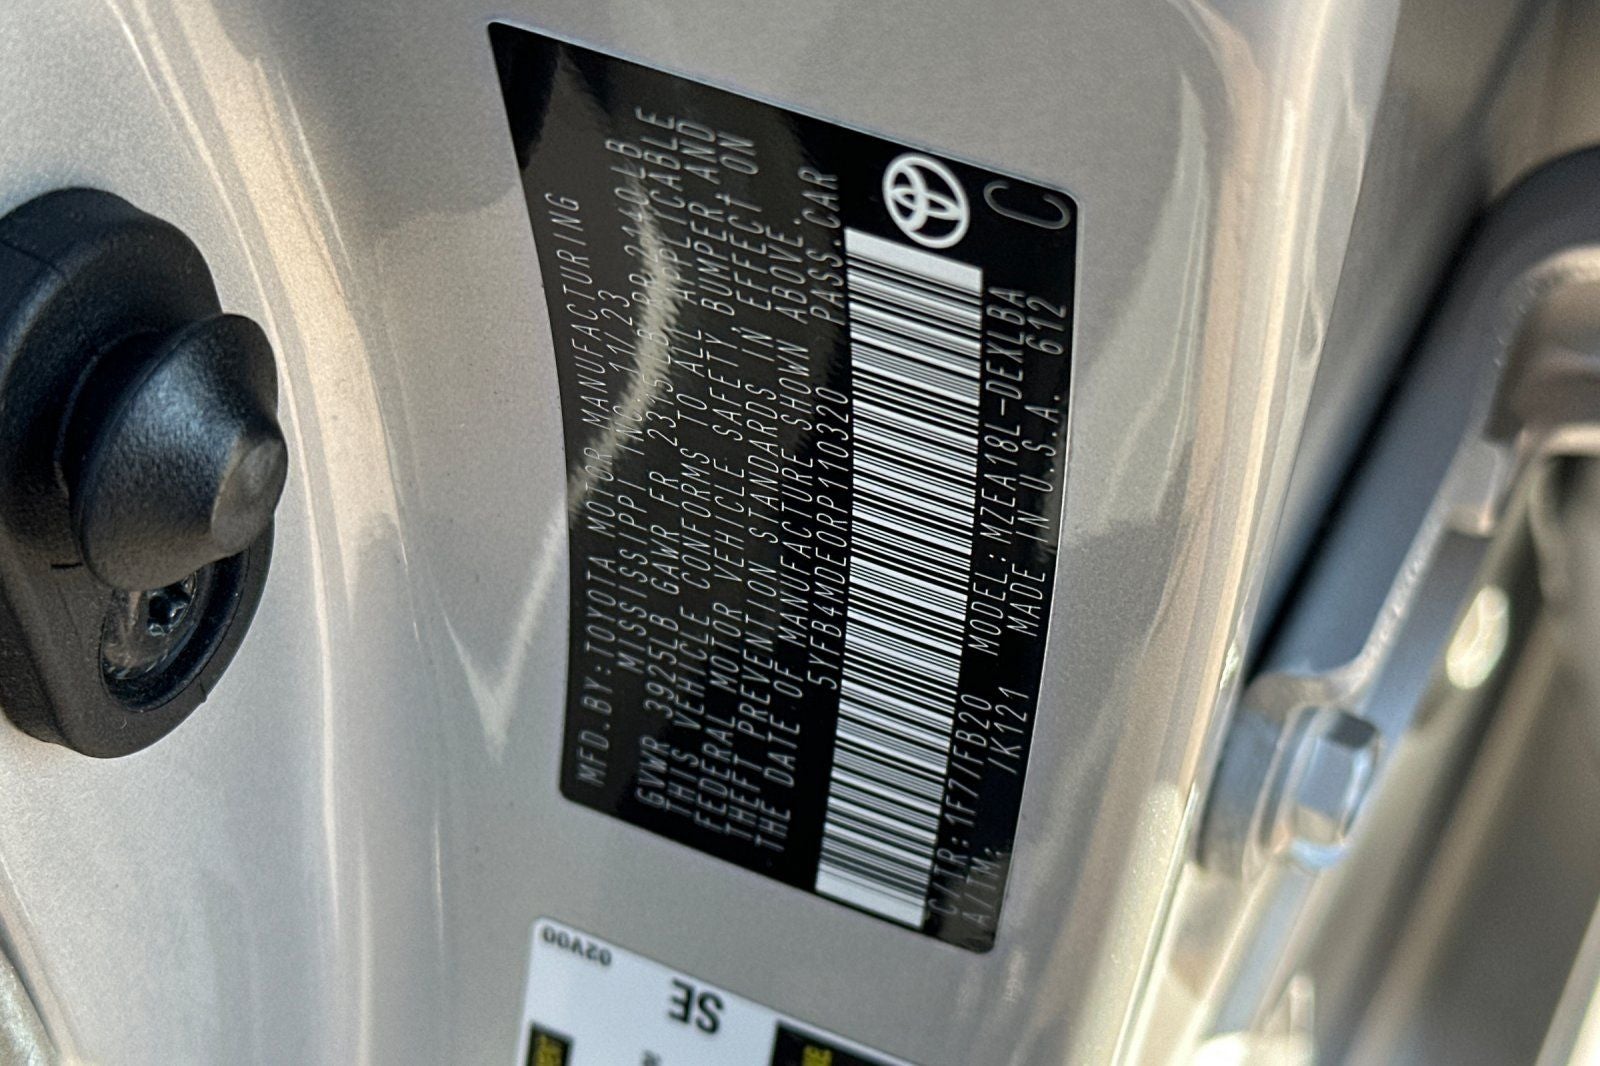 MFD.BY:TOYOTA MOTOR MANUFACTURING
MISSISSIPPI, INC. 11/23
GVWR 3925LB GAWR FR RR
THIS VEHICLE CONFORMS TO ALL APPLICABLE
FEDERAL MOTOR VEHICLE SAFETY BUMPER, AND
THEFT PREVENTION STANDARDS IN EFFECT ON
THE DATE OF MANUFACTURE SHOWN ABOVE.
5YFB4MDE0RP110320 PASS.CAR
C/TR:1F7/FB20 MODEL:MZEA18L-DEXLBA
A/TM: /K121 MADE IN U.S.A. 612
C
02V00
SE